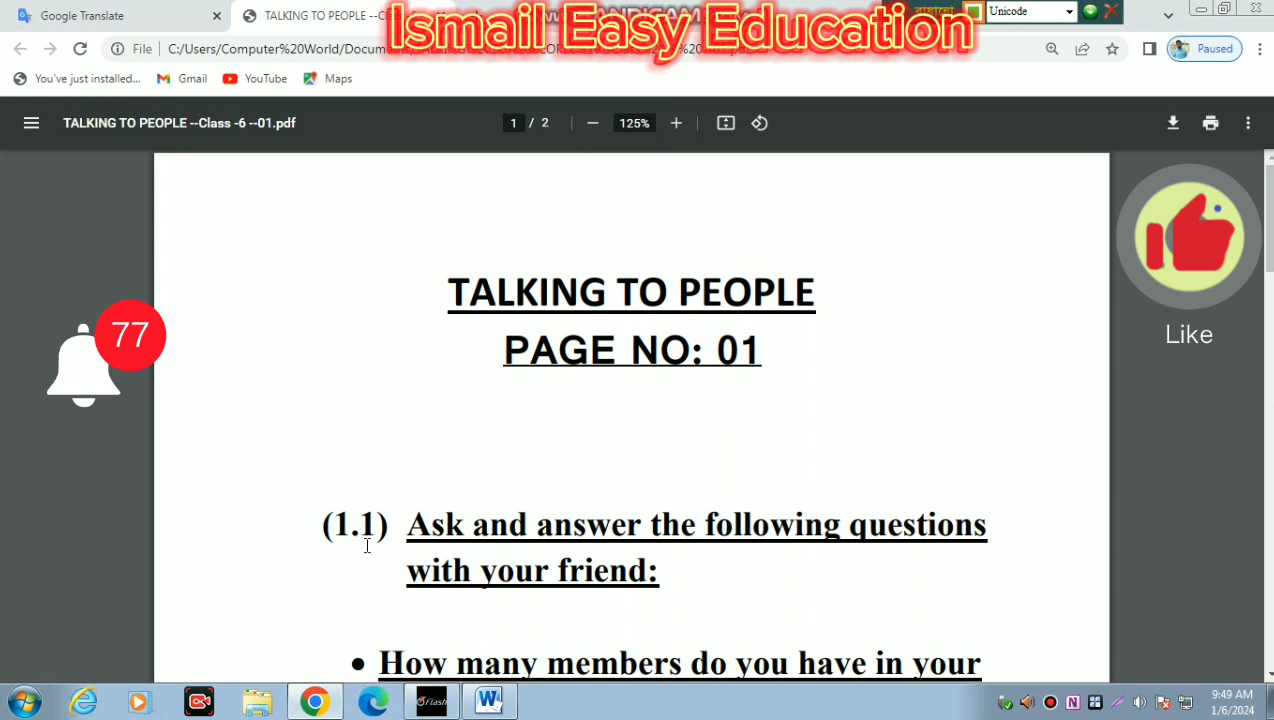 Google Translate
TALKING TO PEOPLE --Cl
Ismail Easy Education
Unicode
File
C:/Users/Computer%20World/Docum
Paused
You've just installed...
Gmail
YouTube
Maps
TALKING TO PEOPLE --Class -6 --01.pdf
1 / 2
125%
TALKING TO PEOPLE
PAGE NO: 01
77
Like
(1.1) Ask and answer the following questions
with your friend:
• How many members do you have in your
Flash
9:49 AM
1/6/2024